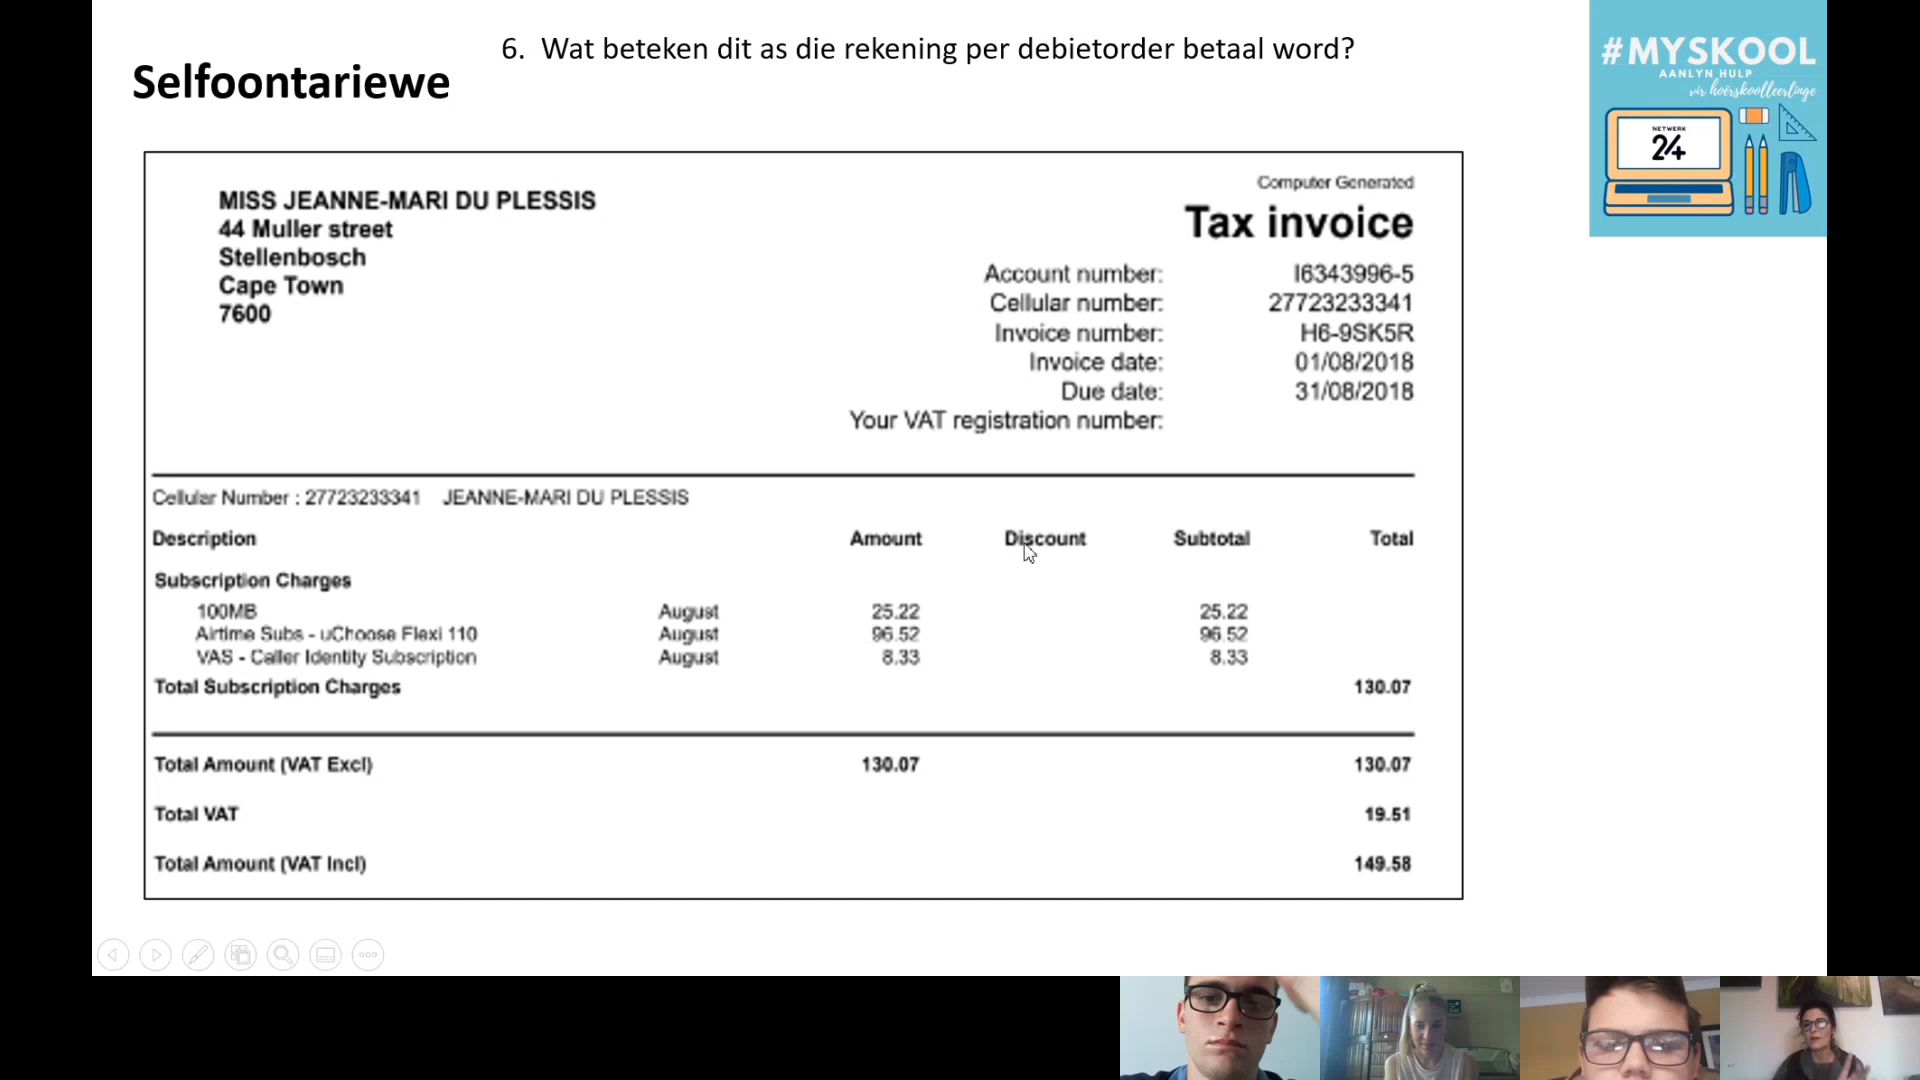 6. Wat beteken dit as die rekening per debietorder betaal word?
Selfoontariewe
#MYSKOOL
AANLYN HULP
vir hoërskoolleerlinge
NETWERK
24
Computer Generated
Tax invoice
MISS JEANNE-MARI DU PLESSIS
44 Muller street
Stellenbosch
Cape Town
7600
Account number: I6343996-5
Cellular number: 27723233341
Invoice number: H6-9SK5R
Invoice date: 01/08/2018
Due date: 31/08/2018
Your VAT registration number:
Cellular Number : 27723233341 JEANNE-MARI DU PLESSIS
Description Amount Discount Subtotal Total
Subscription Charges
100MB August 25.22 25.22
Airtime Subs - uChoose Flexi 110 August 96.52 96.52
VAS - Caller Identity Subscription August 8.33 8.33
Total Subscription Charges 130.07
Total Amount (VAT Excl) 130.07 130.07
Total VAT 19.51
Total Amount (VAT Incl) 149.58